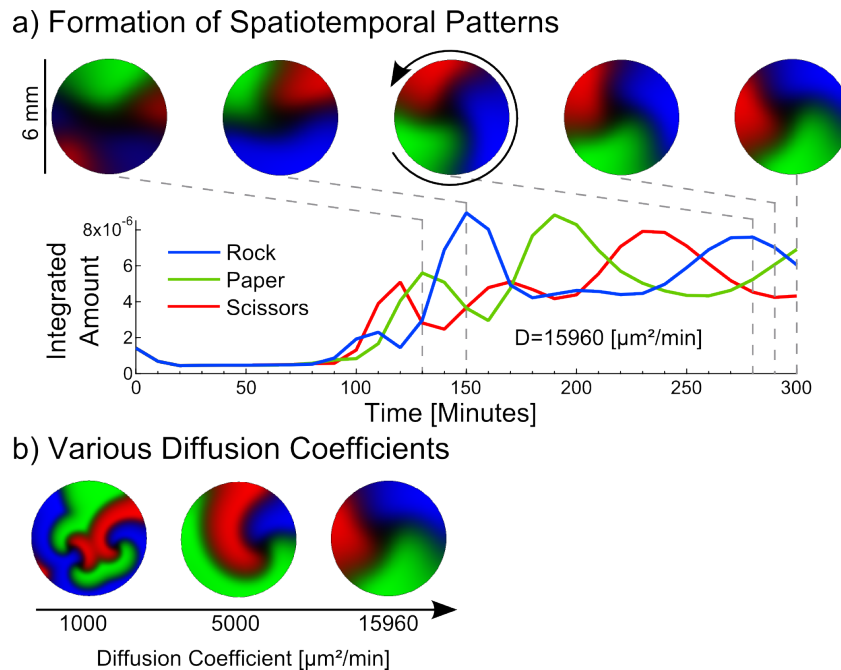 a) Formation of Spatiotemporal Patterns
6 mm
8x10⁻⁶
6
4
2
0
Integrated
Amount
Rock
Paper
Scissors
D=15960 [µm²/min]
0 50 100 150 200 250 300
Time [Minutes]
b) Various Diffusion Coefficients
1000 5000 15960
Diffusion Coefficient [µm²/min]